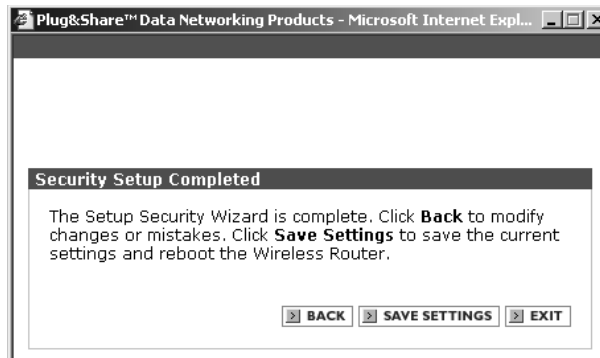 Plug&Share™ Data Networking Products - Microsoft Internet Expl...
Security Setup Completed
The Setup Security Wizard is complete. Click Back to modify
changes or mistakes. Click Save Settings to save the current
settings and reboot the Wireless Router.
BACK SAVE SETTINGS EXIT